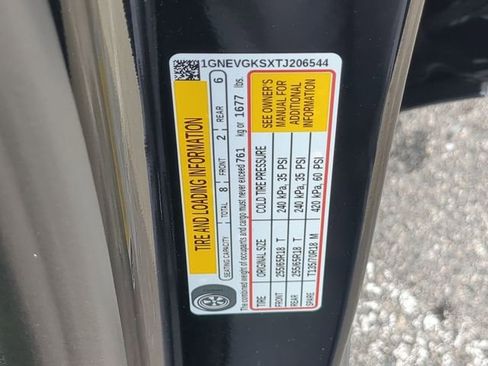 1GNEVGKSXTJ206544
TIRE AND LOADING INFORMATION
SEATING CAPACITY TOTAL 8 FRONT 2 REAR 6
The combined weight of occupants and cargo must never exceed 761 kg or 1677 lbs.
TIRE ORIGINAL SIZE COLD TIRE PRESSURE
FRONT 255/65R18 T 240 kPa, 35 PSI
REAR 255/65R18 T 240 kPa, 35 PSI
SPARE T135/70R18 M 420 kPa, 60 PSI
SEE OWNER'S
MANUAL FOR
ADDITIONAL
INFORMATION